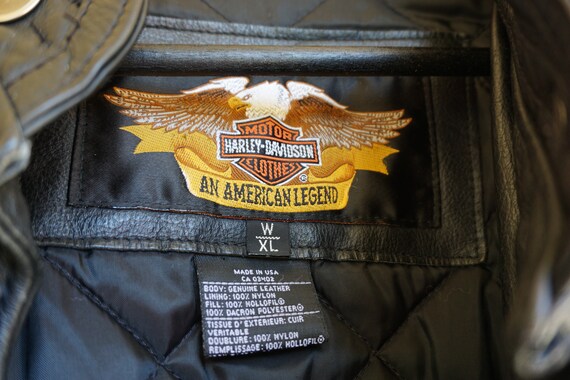 MOTOR
HARLEY-DAVIDSON
CLOTHES
©
AN AMERICAN LEGEND
W
XL
MADE IN USA
CA 03402
BODY: GENUINE LEATHER
LINING: 100% NYLON
FILL: 100% HOLLOFIL®
100% DACRON POLYESTER®
TISSUE D'EXTERIEUR: CUIR
VERITABLE
DOUBLURE: 100% NYLON
REMPLISSAGE: 100% HOLLOFIL®